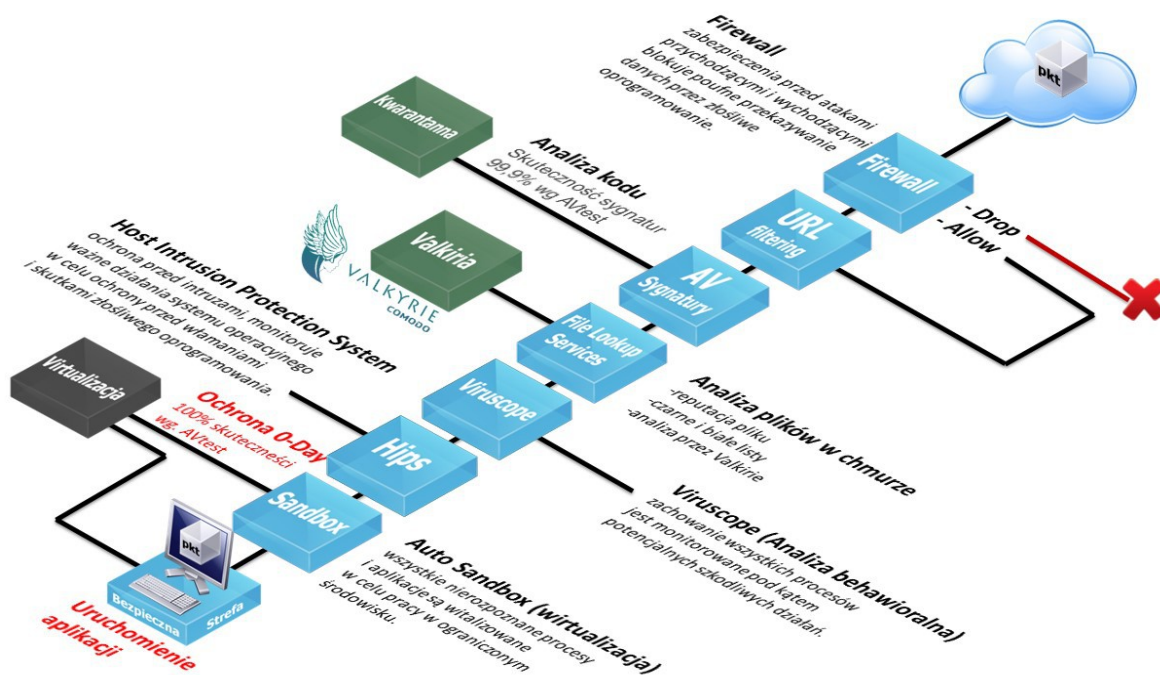 Firewall
zabezpieczenia przed atakami
przychodzącymi i wychodzącymi
blokuje poufne przekazywanie
danych przez złośliwe
oprogramowanie.
pkt
Firewall
- Drop
- Allow
URL
filtering
Kwarantanna
Analiza kodu
Skuteczność sygnatur
99,9% wg AVtest
AV
Sygnatury
Valkiria
VALKYRIE
COMODO
File Lookup
Services
Analiza plików w chmurze
-reputacja pliku
-czarne i białe listy
-analiza przez Valkirie
Host Intrusion Protection System
ochrona przed intruzami, monitoruje
ważne działania systemu operacyjnego
w celu ochrony przed włamaniami
i skutkami złośliwego oprogramowania.
Viruscope
Viruscope (Analiza behawioralna)
zachowanie wszystkich procesów
jest monitorowane pod kątem
potencjalnych szkodliwych działań.
Hips
Virtualizacja
Ochrona 0-Day
100% skuteczności
wg. AVtest
Sandbox
Auto Sandbox (wirtualizacja)
wszystkie nierozpoznane procesy
i aplikacje są witalizowane
w celu pracy w ograniczonym
środowisku.
pkt
Bezpieczna Strefa
Uruchomienie
aplikacji